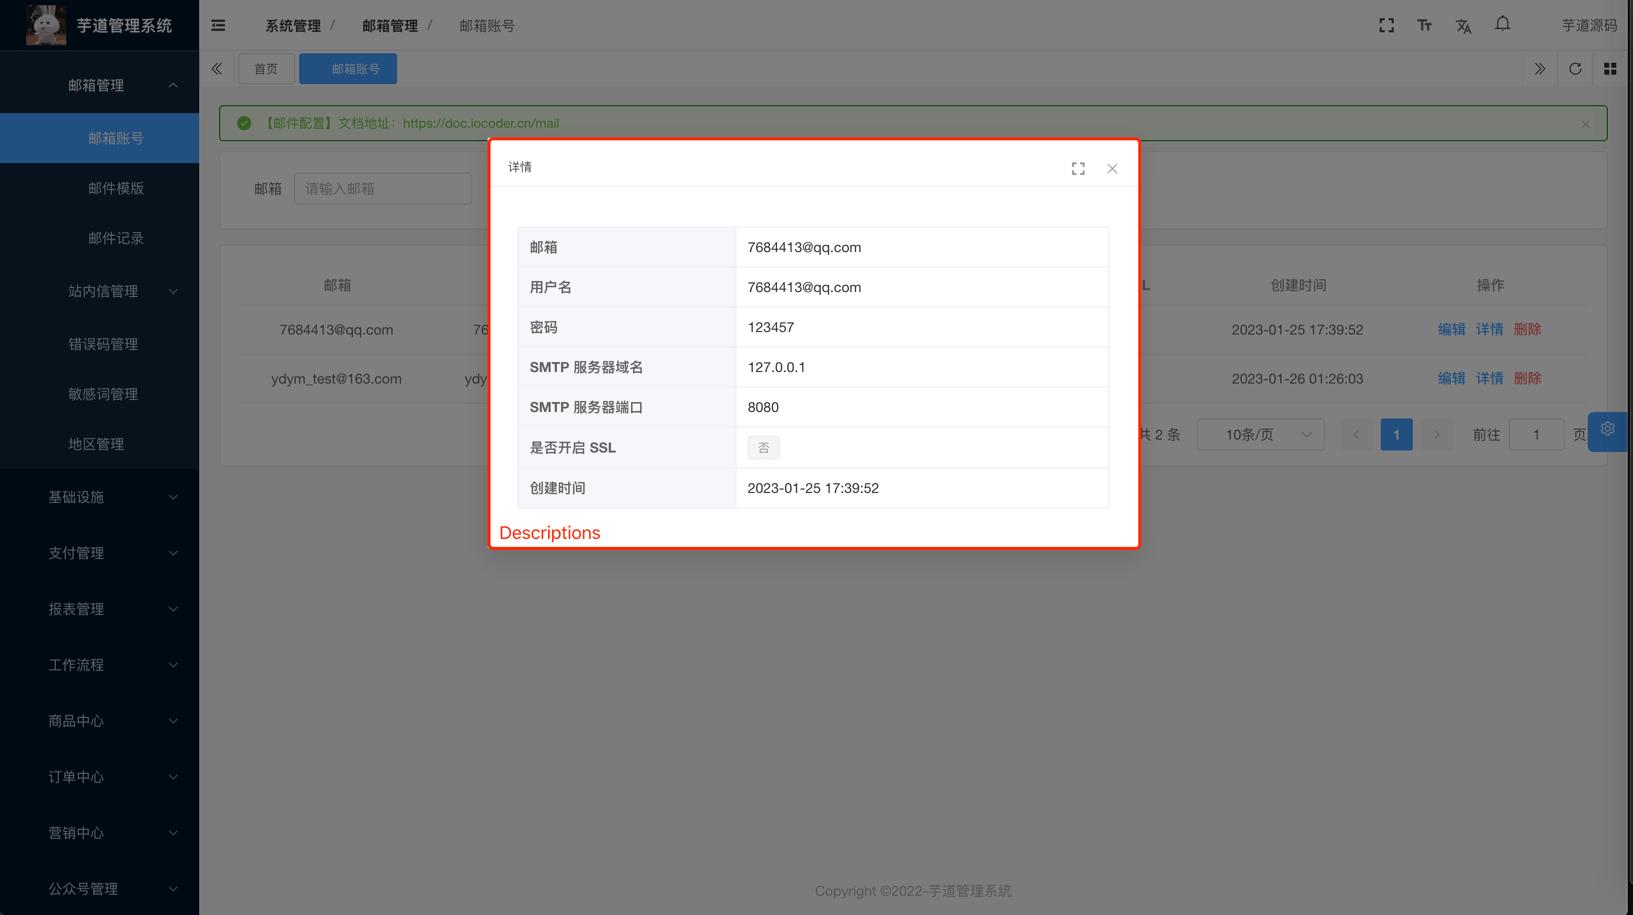 芋道管理系统
系统管理 / 邮箱管理 / 邮箱账号
芋道源码
首页
邮箱账号
邮箱管理
邮箱账号
邮件模版
邮件记录
站内信管理
错误码管理
敏感词管理
地区管理
基础设施
支付管理
报表管理
工作流程
商品中心
订单中心
营销中心
公众号管理
【邮件配置】文档地址：https://doc.iocoder.cn/mail
邮箱 请输入邮箱
邮箱 L 创建时间 操作
7684413@qq.com 76 2023-01-25 17:39:52 编辑 详情 删除
ydym_test@163.com ydy 2023-01-26 01:26:03 编辑 详情 删除
共 2 条 10条/页 1 前往 1 页
详情
邮箱 7684413@qq.com
用户名 7684413@qq.com
密码 123457
SMTP 服务器域名 127.0.0.1
SMTP 服务器端口 8080
是否开启 SSL 否
创建时间 2023-01-25 17:39:52
Descriptions
Copyright ©2022-芋道管理系统